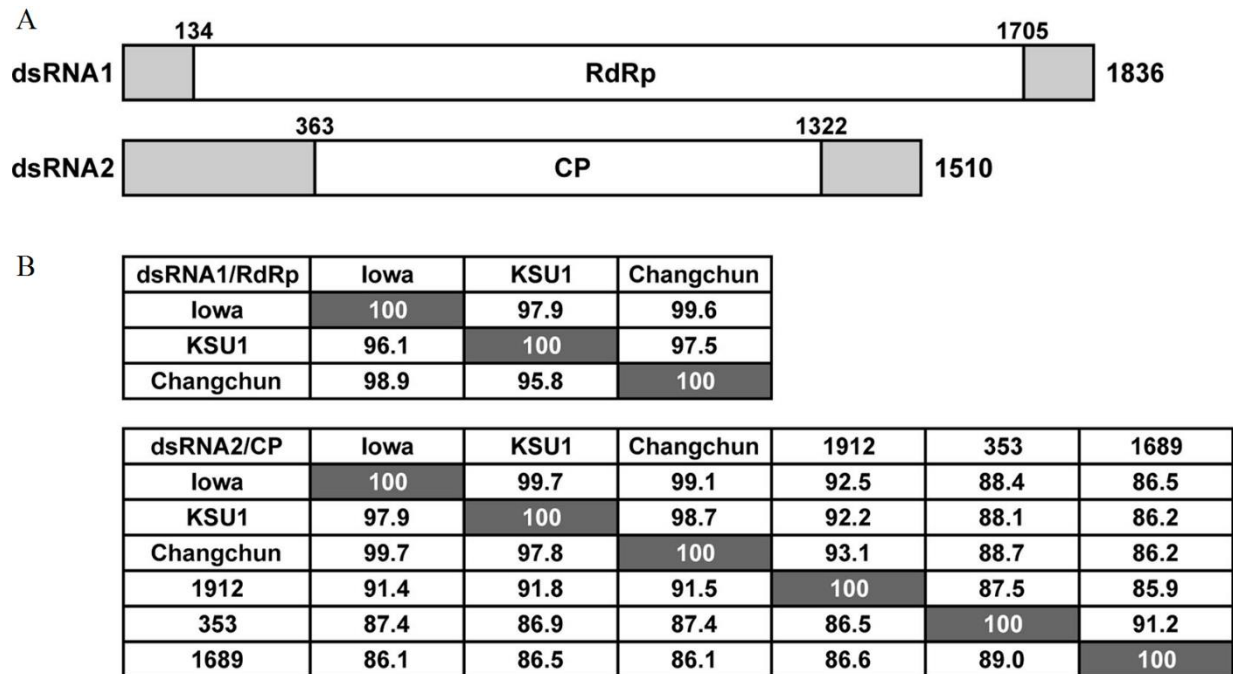 A
134 1705
dsRNA1 RdRp 1836
363 1322
dsRNA2 CP 1510
B
dsRNA1/RdRp Iowa KSU1 Changchun
Iowa 100 97.9 99.6
KSU1 96.1 100 97.5
Changchun 98.9 95.8 100
dsRNA2/CP Iowa KSU1 Changchun 1912 353 1689
Iowa 100 99.7 99.1 92.5 88.4 86.5
KSU1 97.9 100 98.7 92.2 88.1 86.2
Changchun 99.7 97.8 100 93.1 88.7 86.2
1912 91.4 91.8 91.5 100 87.5 85.9
353 87.4 86.9 87.4 86.5 100 91.2
1689 86.1 86.5 86.1 86.6 89.0 100